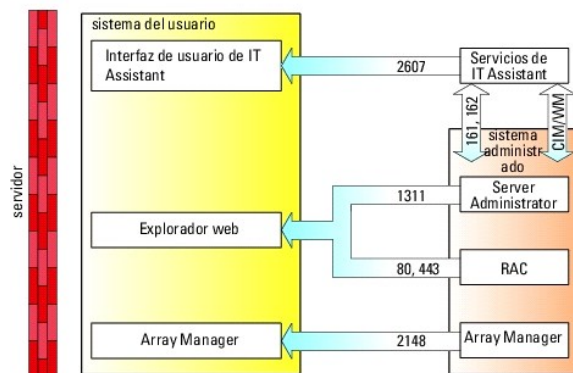 sistema del usuario
Interfaz de usuario de IT
Assistant
2607
Servicios de
IT Assistant
161, 162
CIM/WM
sistema
administr
ado
servidor
1311
Server
Administrator
Explorador web
80, 443
RAC
Array Manager
2148
Array Manager